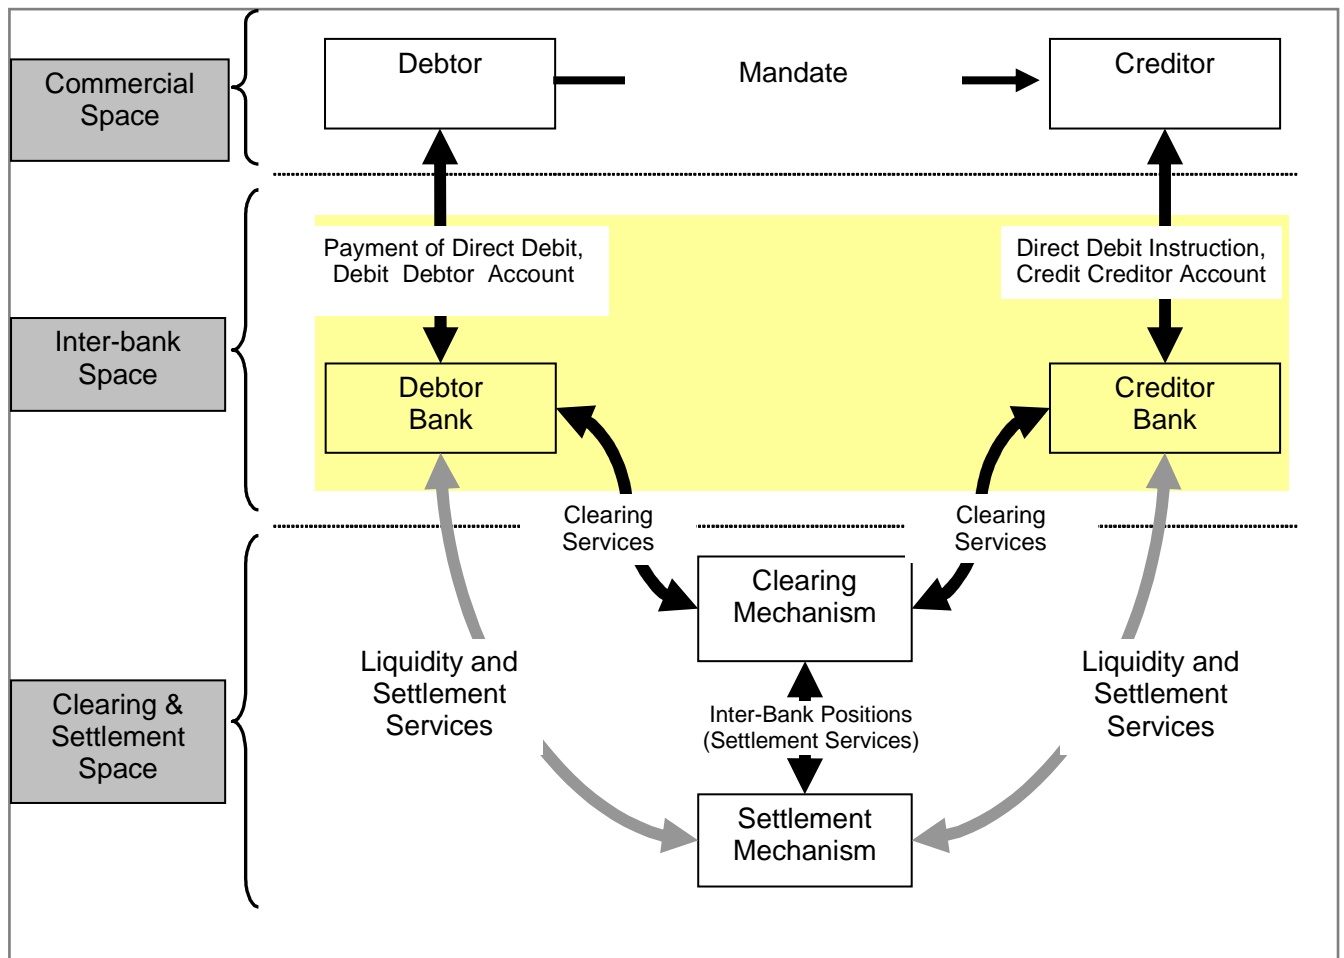 Commercial
Space
Debtor
Mandate
Creditor
Payment of Direct Debit,
Debit Debtor Account
Direct Debit Instruction,
Credit Creditor Account
Inter-bank
Space
Debtor
Bank
Creditor
Bank
Clearing
Services
Clearing
Services
Clearing
Mechanism
Liquidity and
Settlement
Services
Liquidity and
Settlement
Services
Clearing &
Settlement
Space
Inter-Bank Positions
(Settlement Services)
Settlement
Mechanism